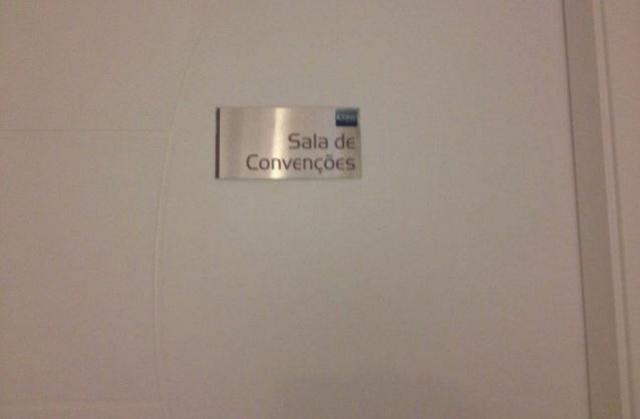 Sala de
Convenções